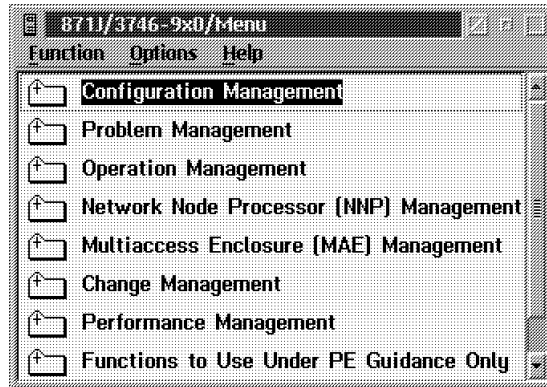 871J/3746-9x0/Menu
Function Options Help
Configuration Management
Problem Management
Operation Management
Network Node Processor (NNP) Management
Multiaccess Enclosure (MAE) Management
Change Management
Performance Management
Functions to Use Under PE Guidance Only